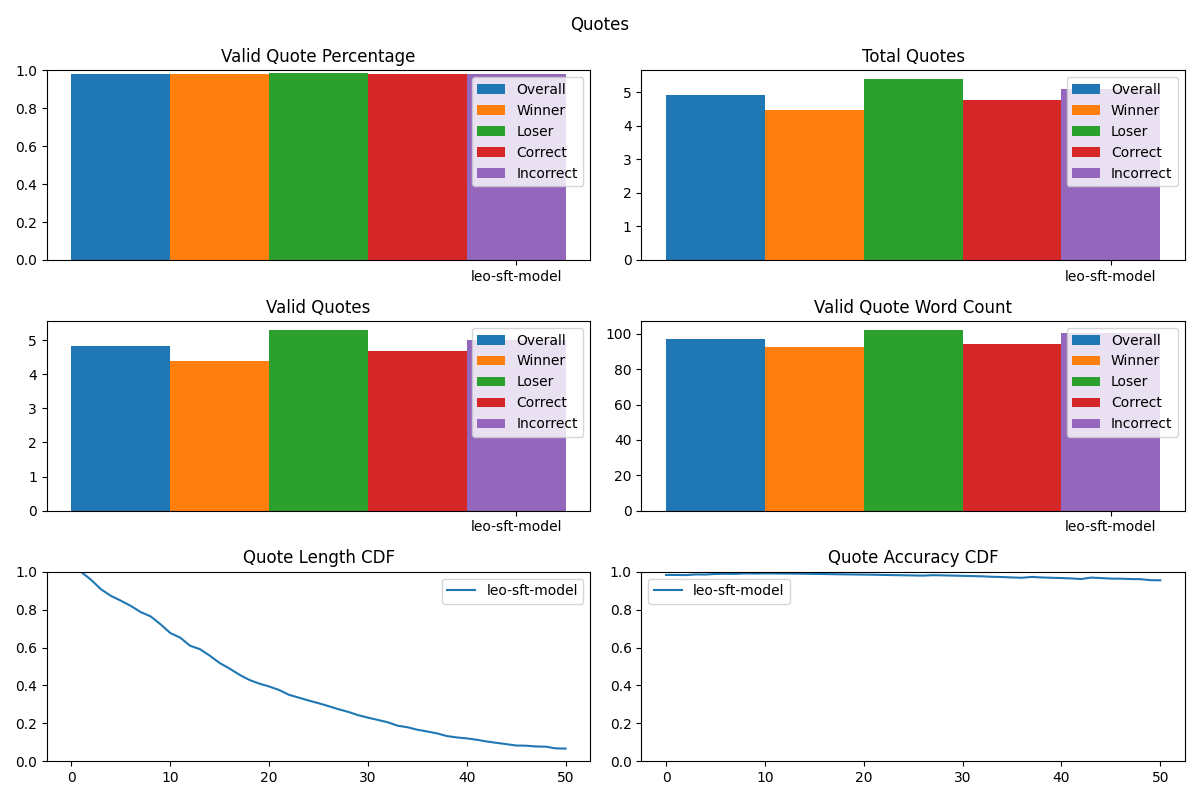 Quotes
Valid Quote Percentage
1.0
0.8
0.6
0.4
0.2
0.0
Overall
Winner
Loser
Correct
Incorrect
leo-sft-model
Total Quotes
5
4
3
2
1
0
Overall
Winner
Loser
Correct
Incorrect
leo-sft-model
Valid Quotes
5
4
3
2
1
0
Overall
Winner
Loser
Correct
Incorrect
leo-sft-model
Valid Quote Word Count
100
80
60
40
20
0
Overall
Winner
Loser
Correct
Incorrect
leo-sft-model
Quote Length CDF
1.0
0.8
0.6
0.4
0.2
0.0
leo-sft-model
0 10 20 30 40 50
Quote Accuracy CDF
1.0
0.8
0.6
0.4
0.2
0.0
leo-sft-model
0 10 20 30 40 50